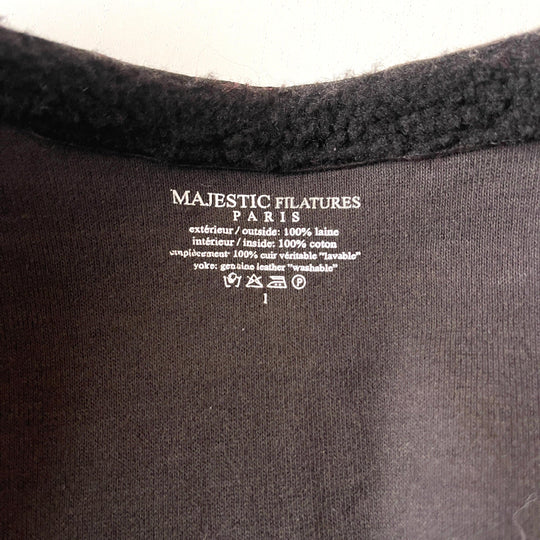 MAJESTIC FILATURES
PARIS
extérieur / outside: 100% laine
intérieur / inside: 100% coton
empiècement 100% cuir véritable "lavable"
yoke: genuine leather "washable"
P
1